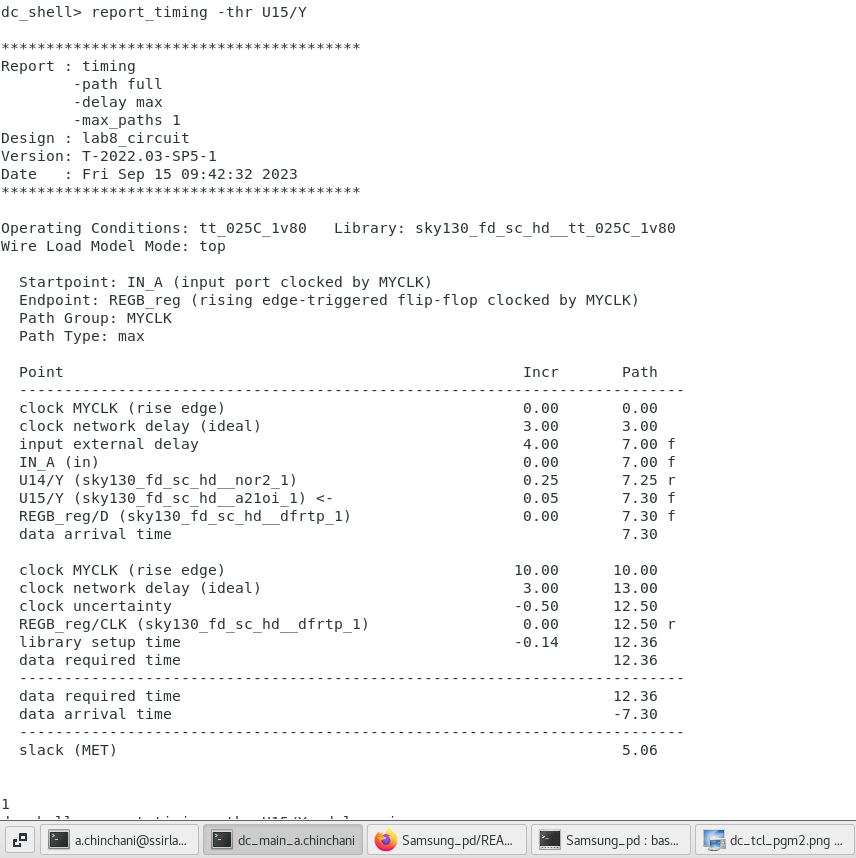 dc_shell> report_timing -thr U15/Y
****************************************
Report : timing
        -path full
        -delay max
        -max_paths 1
Design : lab8_circuit
Version: T-2022.03-SP5-1
Date   : Fri Sep 15 09:42:32 2023
****************************************
Operating Conditions: tt_025C_1v80   Library: sky130_fd_sc_hd__tt_025C_1v80
Wire Load Model Mode: top
  Startpoint: IN_A (input port clocked by MYCLK)
  Endpoint: REGB_reg (rising edge-triggered flip-flop clocked by MYCLK)
  Path Group: MYCLK
  Path Type: max
  Point                                                   Incr       Path
  --------------------------------------------------------------------------
  clock MYCLK (rise edge)                                 0.00       0.00
  clock network delay (ideal)                             3.00       3.00
  input external delay                                    4.00       7.00 f
  IN_A (in)                                               0.00       7.00 f
  U14/Y (sky130_fd_sc_hd__nor2_1)                         0.25       7.25 r
  U15/Y (sky130_fd_sc_hd__a21oi_1) <-                     0.05       7.30 f
  REGB_reg/D (sky130_fd_sc_hd__dfrtp_1)                   0.00       7.30 f
  data arrival time                                                  7.30
  clock MYCLK (rise edge)                                10.00      10.00
  clock network delay (ideal)                             3.00      13.00
  clock uncertainty                                      -0.50      12.50
  REGB_reg/CLK (sky130_fd_sc_hd__dfrtp_1)                 0.00      12.50 r
  library setup time                                     -0.14      12.36
  data required time                                                12.36
  --------------------------------------------------------------------------
  data required time                                                12.36
  data arrival time                                                 -7.30
  --------------------------------------------------------------------------
  slack (MET)                                                        5.06
1
a.chinchani@ssirla... dc_main_a.chinchani Samsung_pd/REA... Samsung_pd : bas... dc_tcl_pgm2.png ...